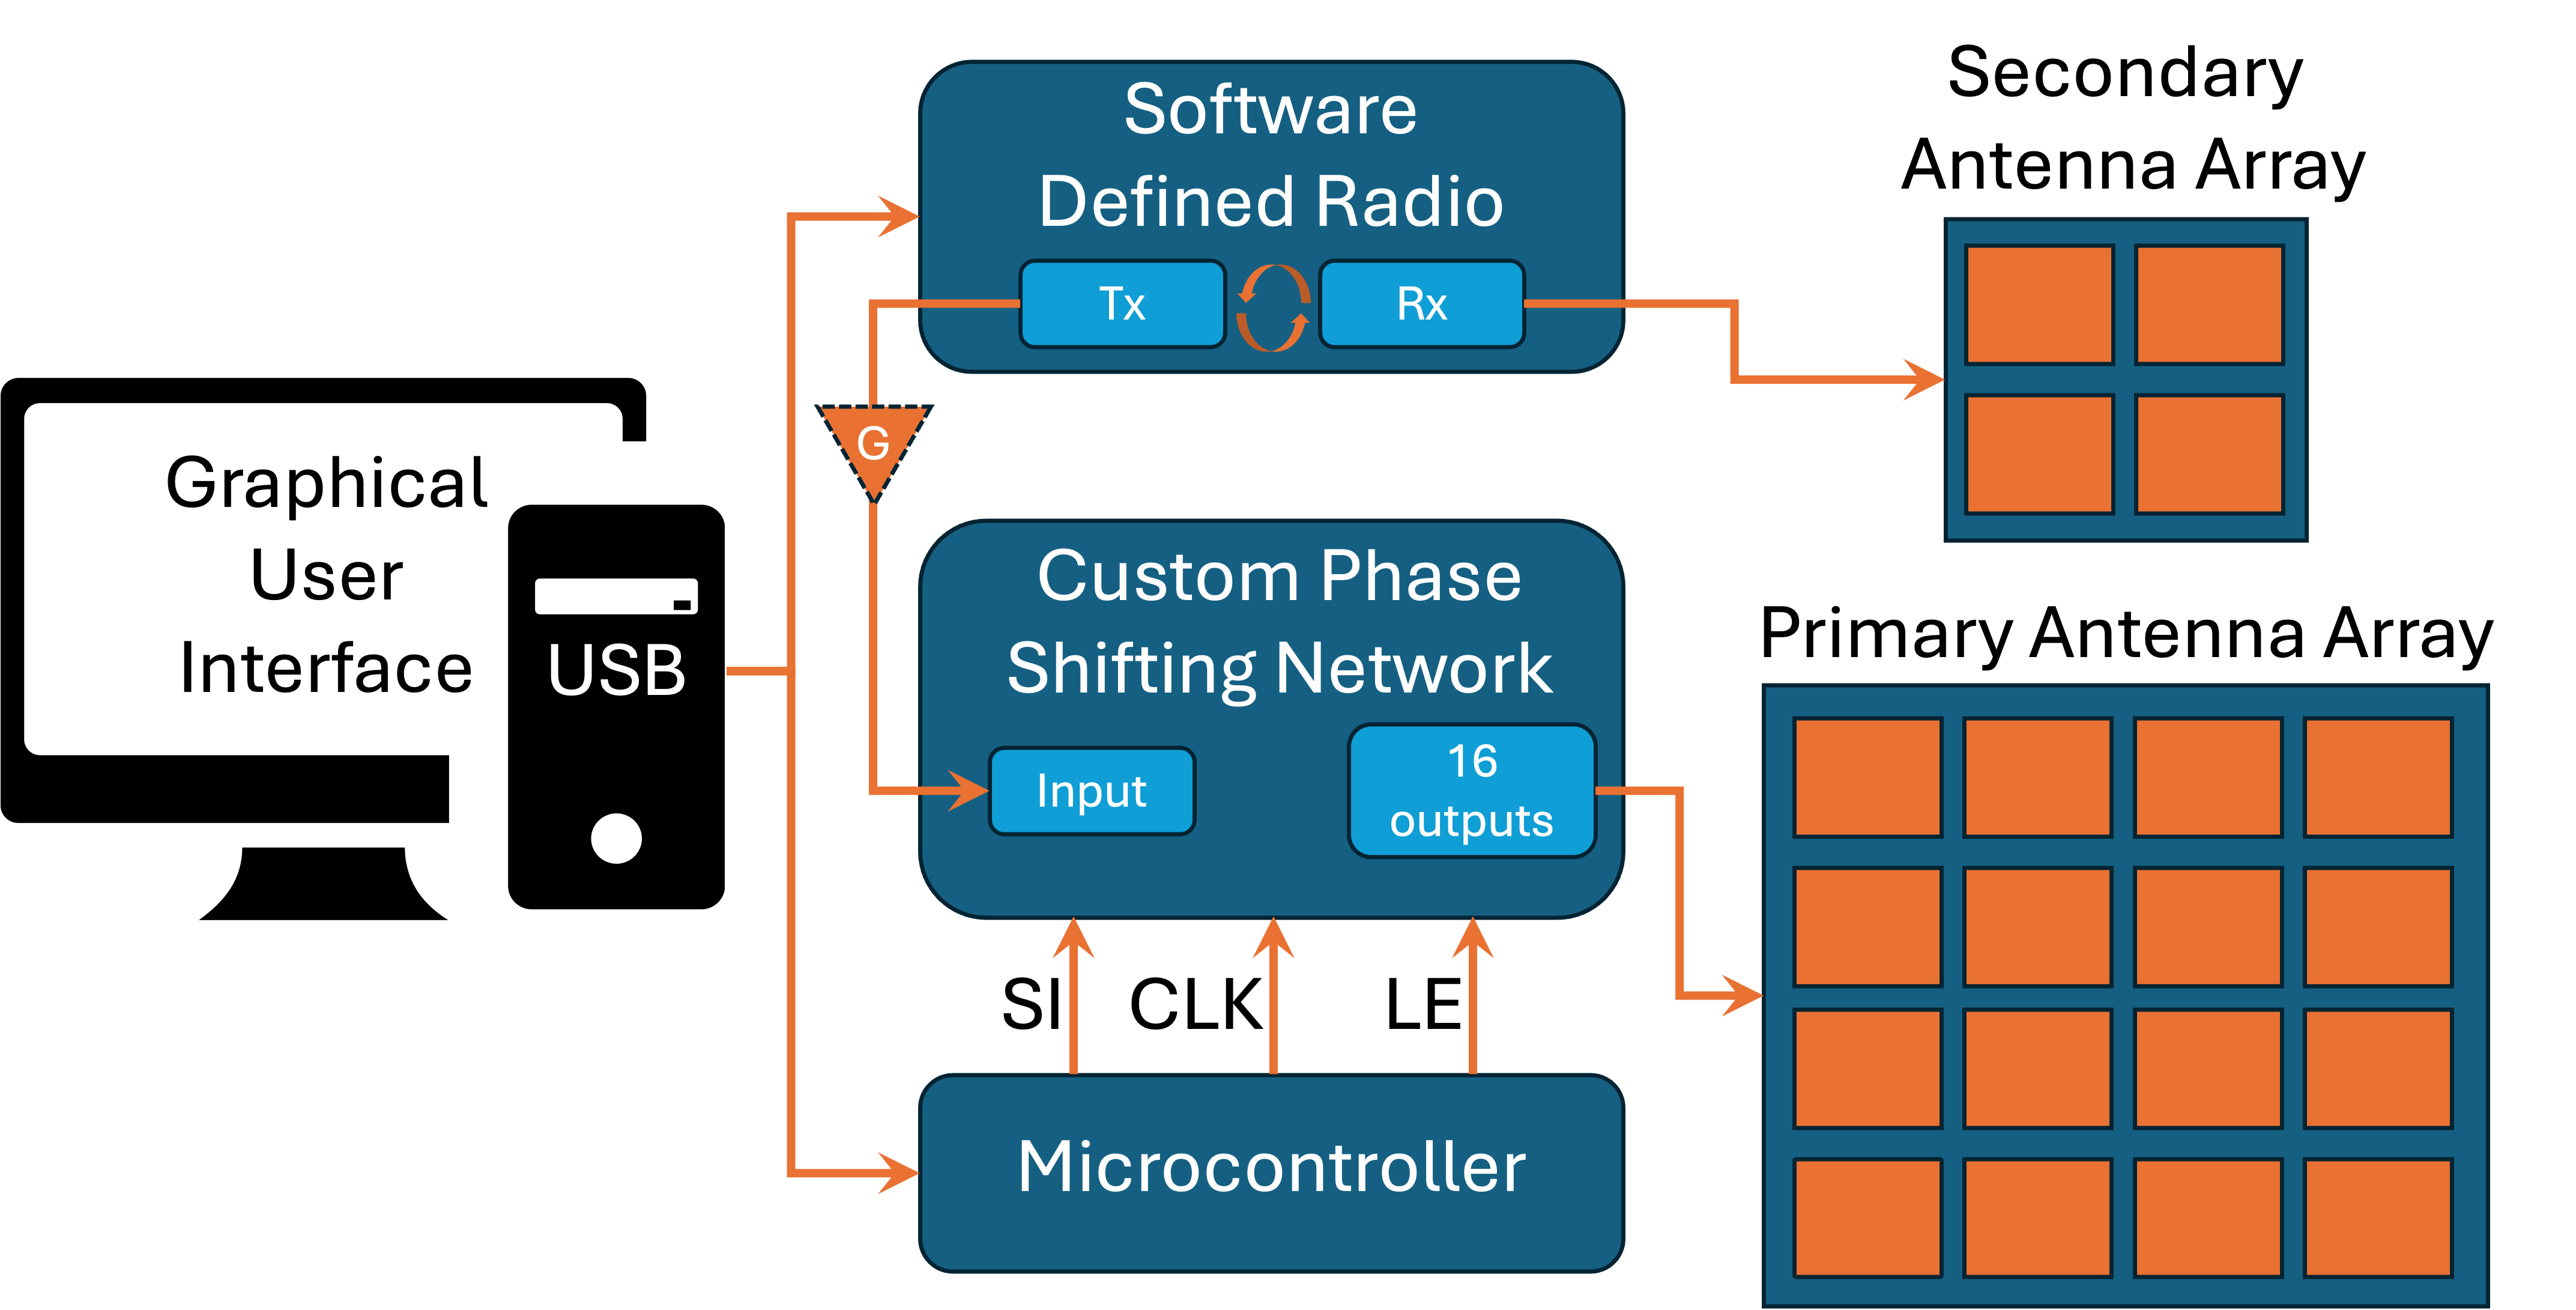 Graphical
User
Interface
USB
Software
Defined Radio
Tx
Rx
G
Custom Phase
Shifting Network
Input
16
outputs
SI
CLK
LE
Microcontroller
Secondary
Antenna Array
Primary Antenna Array